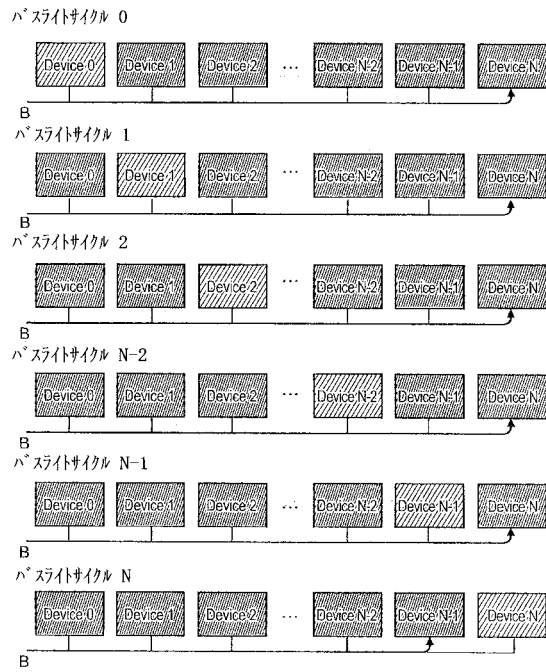 バスライトサイクル 0
Device 0 Device 1 Device 2 … Device N-2 Device N-1 Device N
B
バスライトサイクル 1
Device 0 Device 1 Device 2 … Device N-2 Device N-1 Device N
B
バスライトサイクル 2
Device 0 Device 1 Device 2 … Device N-2 Device N-1 Device N
B
バスライトサイクル N-2
Device 0 Device 1 Device 2 … Device N-2 Device N-1 Device N
B
バスライトサイクル N-1
Device 0 Device 1 Device 2 … Device N-2 Device N-1 Device N
B
バスライトサイクル N
Device 0 Device 1 Device 2 … Device N-2 Device N-1 Device N
B